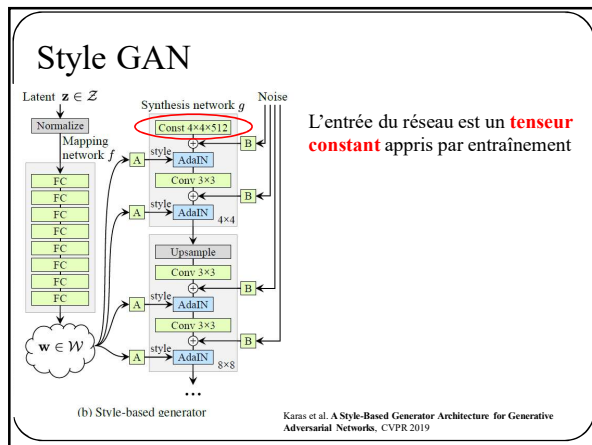 Style GAN
Latent z ∈ Z
Normalize
Mapping
network f
FC
FC
FC
FC
FC
FC
FC
FC
w ∈ W
Synthesis network g
Noise
Const 4×4×512
B
style
A
AdaIN
Conv 3×3
B
style
A
AdaIN
4×4
Upsample
Conv 3×3
B
style
A
AdaIN
Conv 3×3
B
style
A
AdaIN
8×8
•••
(b) Style-based generator
L'entrée du réseau est un tenseur
constant appris par entraînement
Karas et al. A Style-Based Generator Architecture for Generative
Adversarial Networks, CVPR 2019